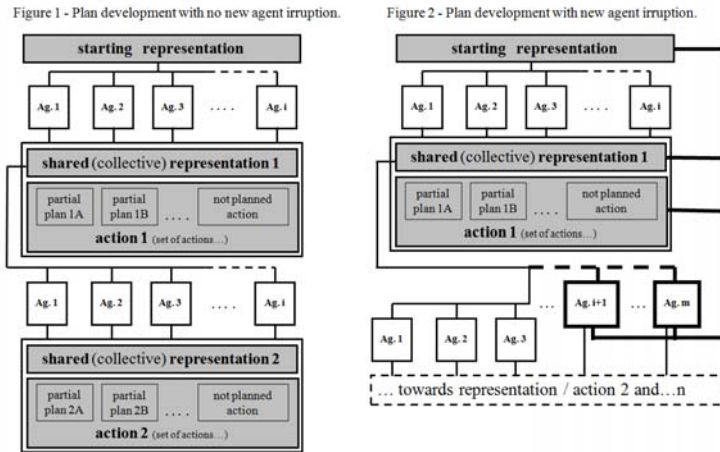 Figure 1 - Plan development with no new agent irruption.
starting representation
Ag. 1 Ag. 2 Ag. 3 .... Ag. i
shared (collective) representation 1
partial plan 1A
partial plan 1B
....
not planned action
action 1 (set of actions...)
Ag. 1 Ag. 2 Ag. 3 .... Ag. i
shared (collective) representation 2
partial plan 2A
partial plan 2B
....
not planned action
action 2 (set of actions...)
Figure 2 - Plan development with new agent irruption.
starting representation
Ag. 1 Ag. 2 Ag. 3 .... Ag. i
shared (collective) representation 1
partial plan 1A
partial plan 1B
....
not planned action
action 1 (set of actions...)
... Ag. i+1 ... Ag. m
Ag. 1 Ag. 2 Ag. 3
... towards representation / action 2 and...n